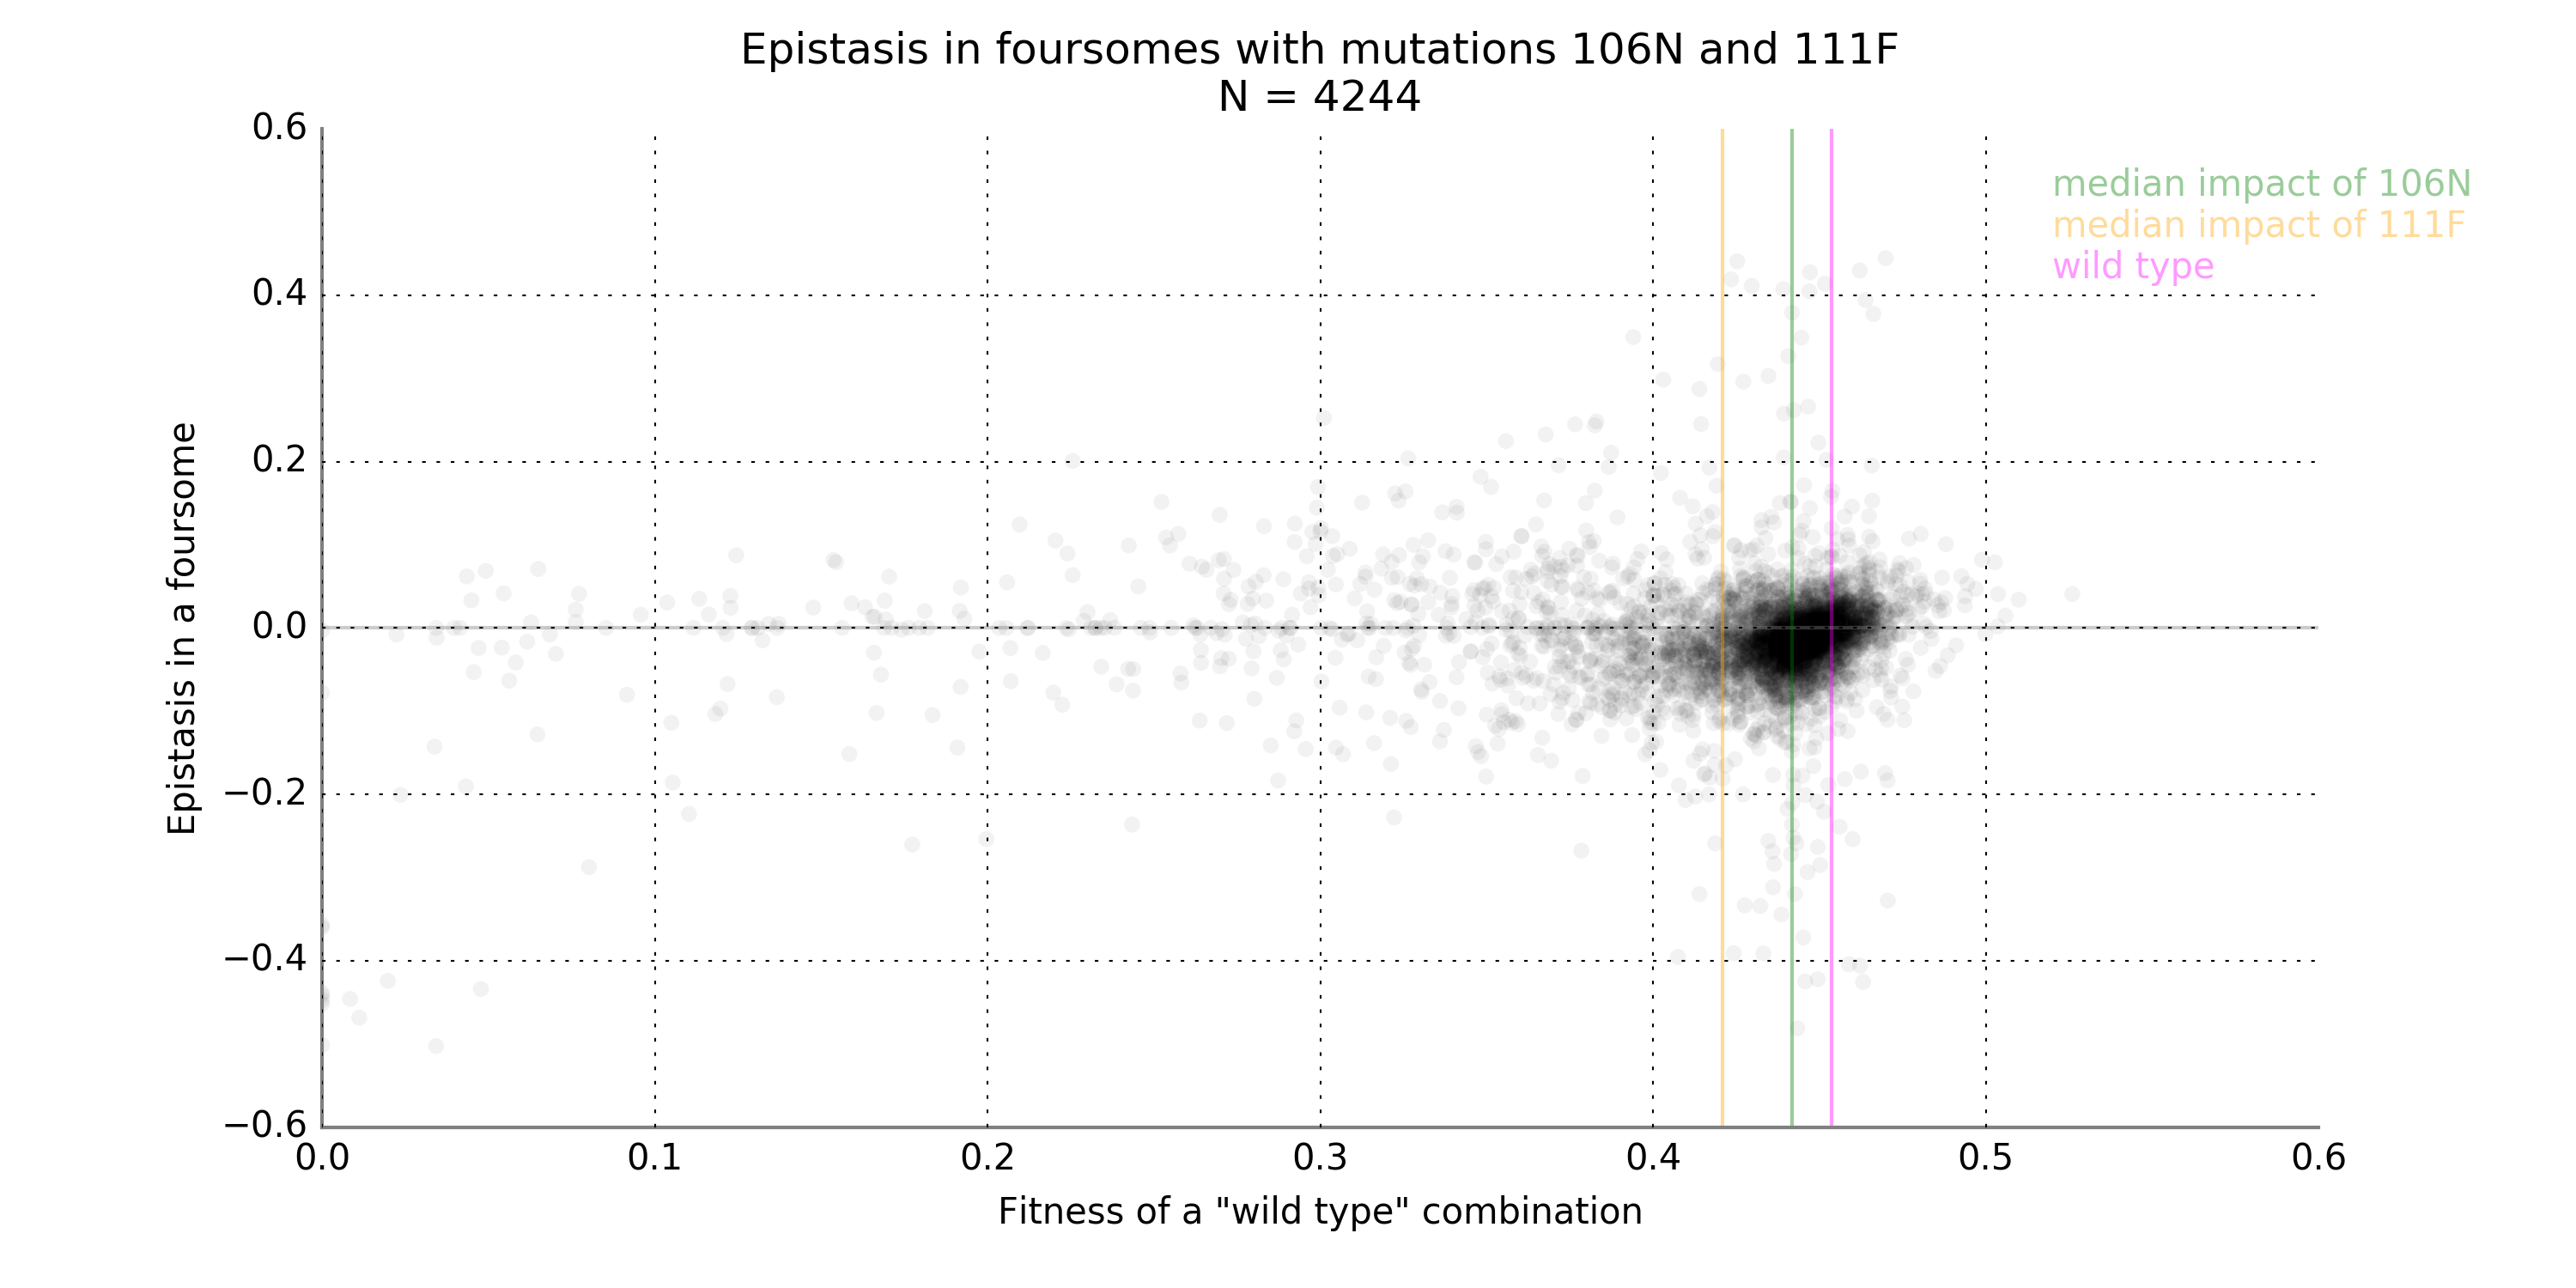 Epistasis in foursomes with mutations 106N and 111F
N = 4244
0.6
0.4
0.2
0.0
−0.2
−0.4
−0.6
Epistasis in a foursome
median impact of 106N
median impact of 111F
wild type
0.0 0.1 0.2 0.3 0.4 0.5 0.6
Fitness of a "wild type" combination